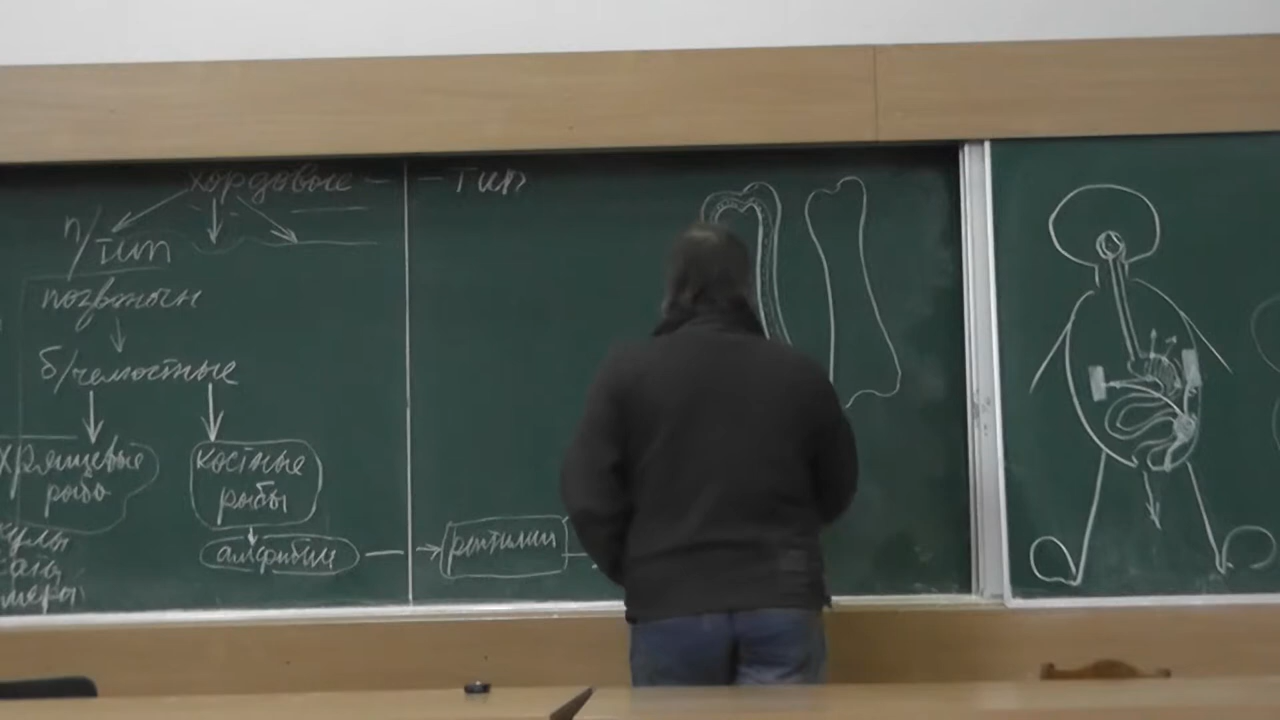 хордовые — — тип
п/тип
позвоночн
б/челюстные
хрящевые
рыбы
костные
рыбы
амфибии
рептилии